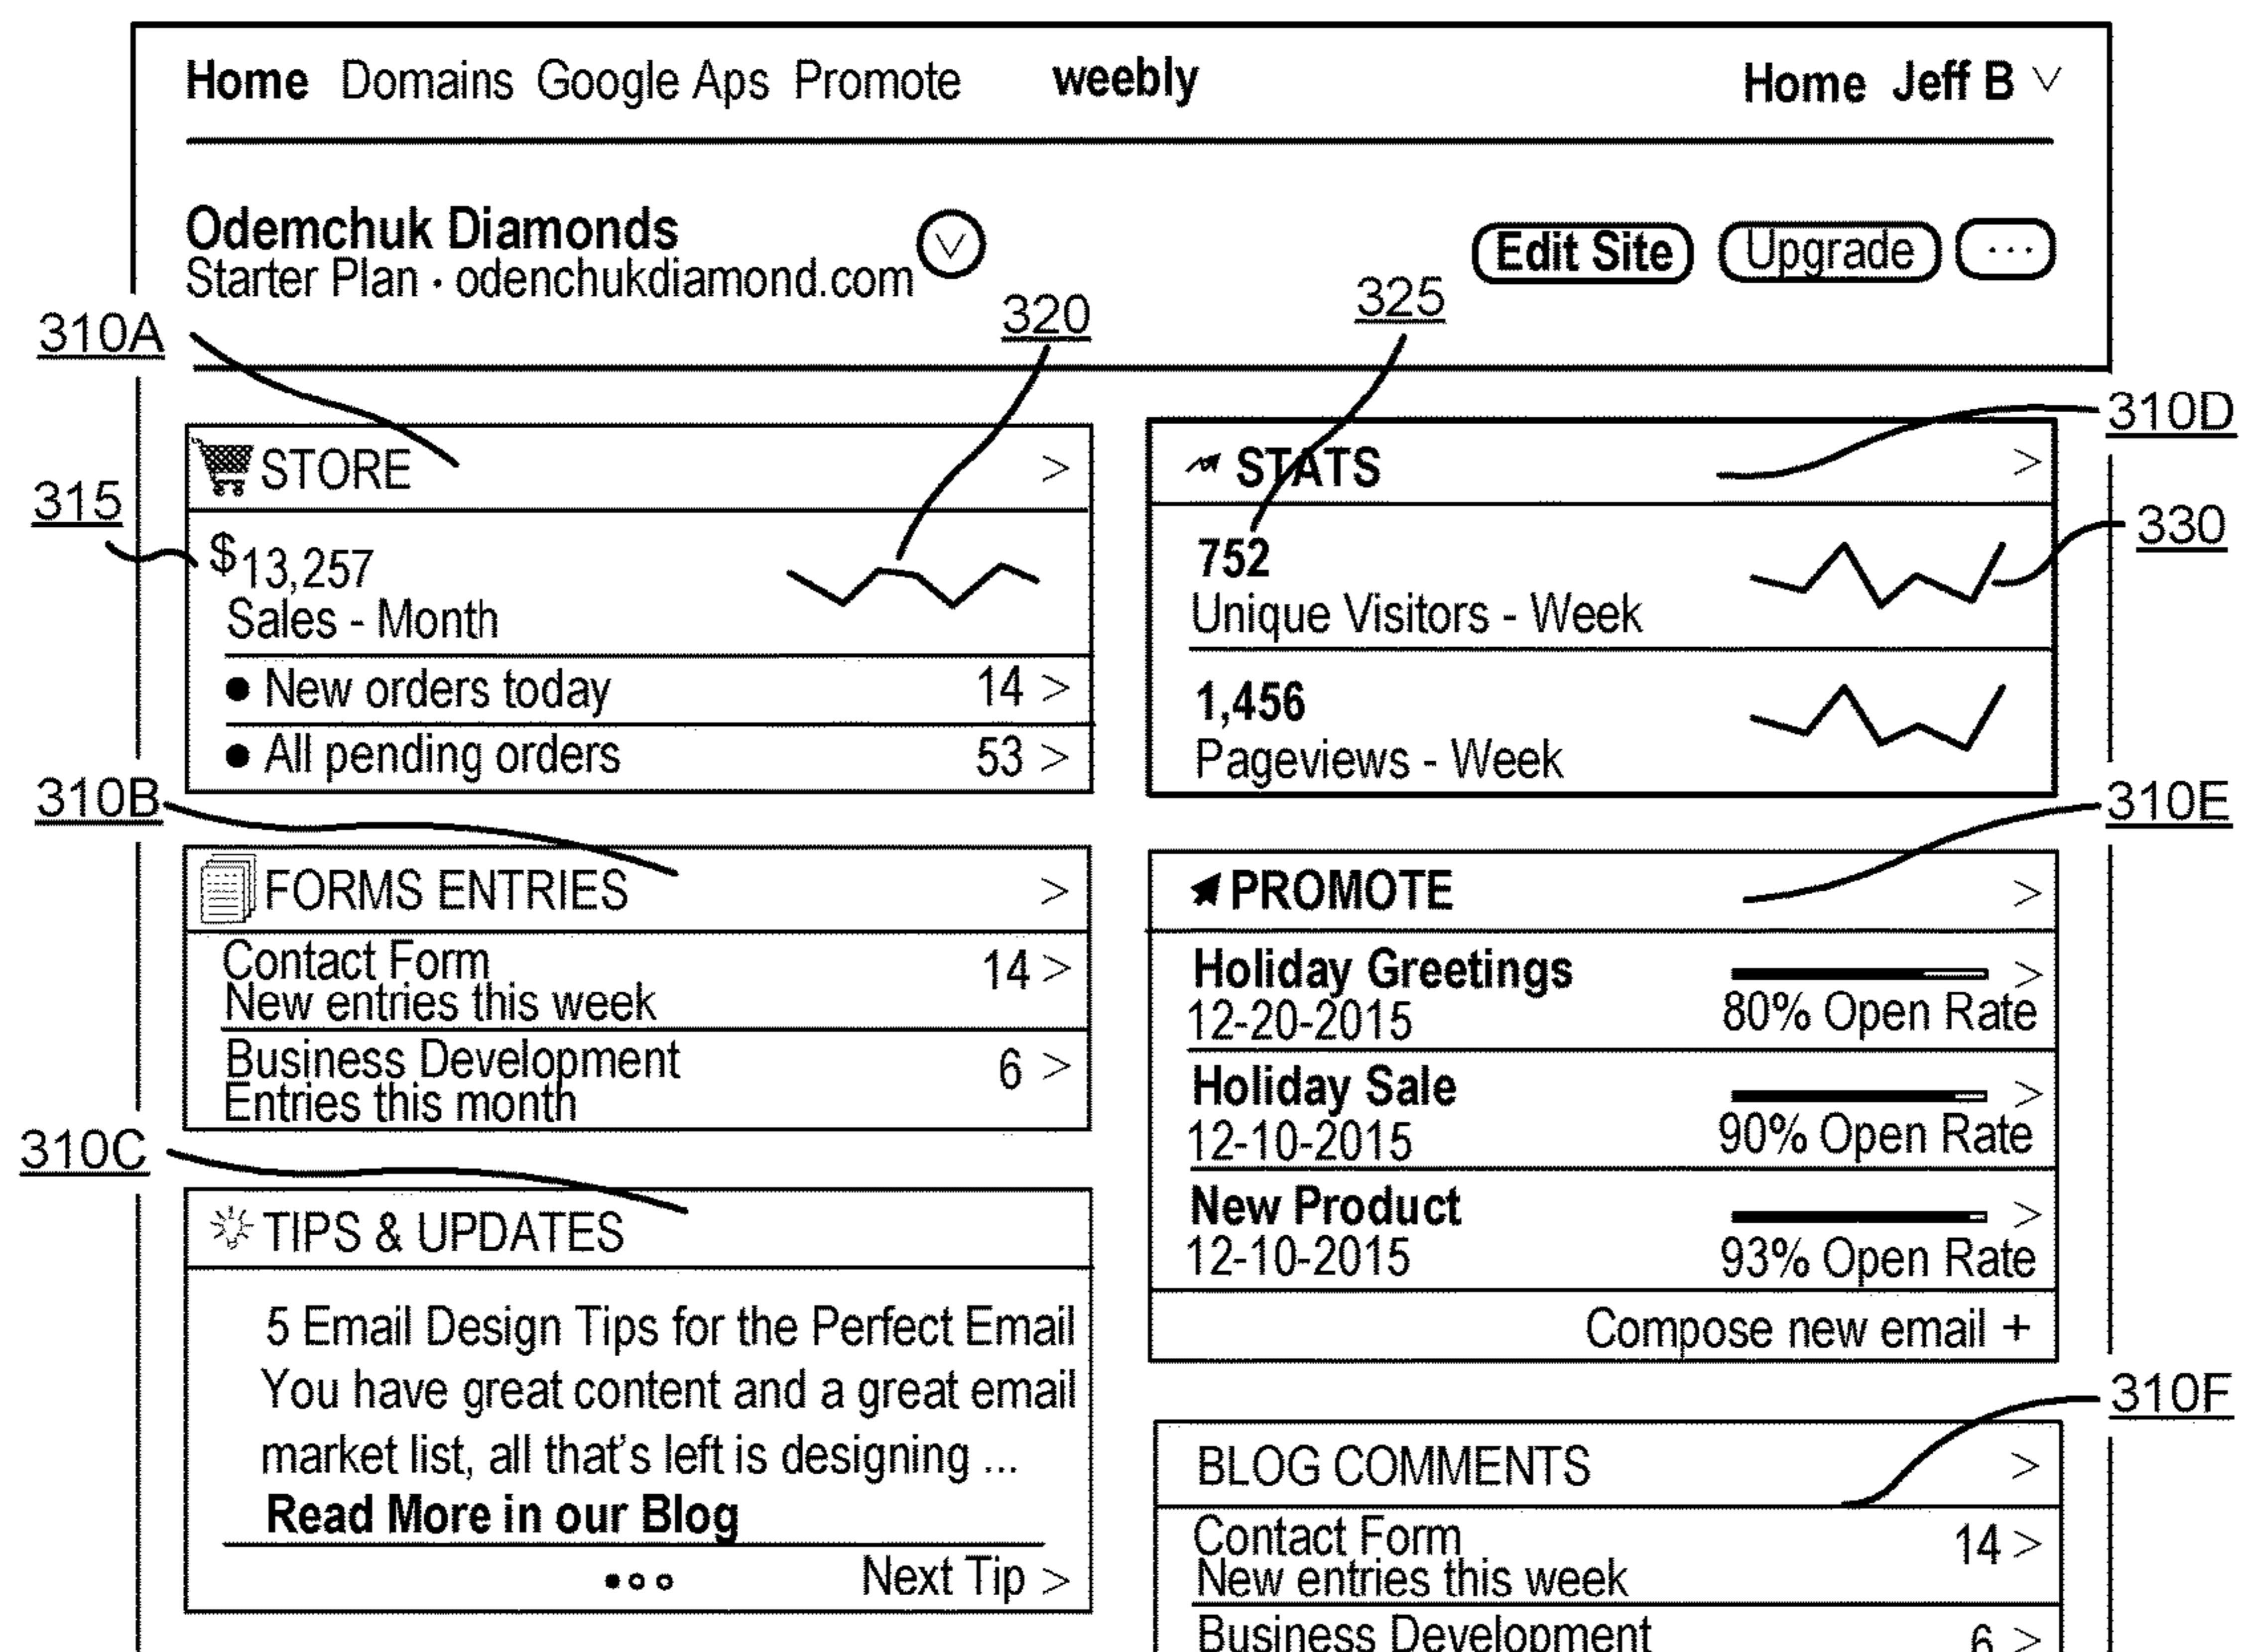 Home Domains Google Aps Promote weebly Home Jeff B
Odemchuk Diamonds
Starter Plan · odenchukdiamond.com
Edit Site Upgrade ...
310A
320
325
310D
STORE >
315
$13,257
Sales - Month
New orders today 14 >
All pending orders 53 >
STATS >
330
752
Unique Visitors - Week
1,456
Pageviews - Week
310B
FORMS ENTRIES >
Contact Form 14 >
New entries this week
Business Development 6 >
Entries this month
310E
PROMOTE >
Holiday Greetings >
12-20-2015 80% Open Rate
Holiday Sale >
12-10-2015 90% Open Rate
New Product >
12-10-2015 93% Open Rate
Compose new email +
310C
TIPS & UPDATES
5 Email Design Tips for the Perfect Email
You have great content and a great email
market list, all that's left is designing ...
Read More in our Blog
Next Tip >
310F
BLOG COMMENTS >
Contact Form 14 >
New entries this week
Business Development 6 >